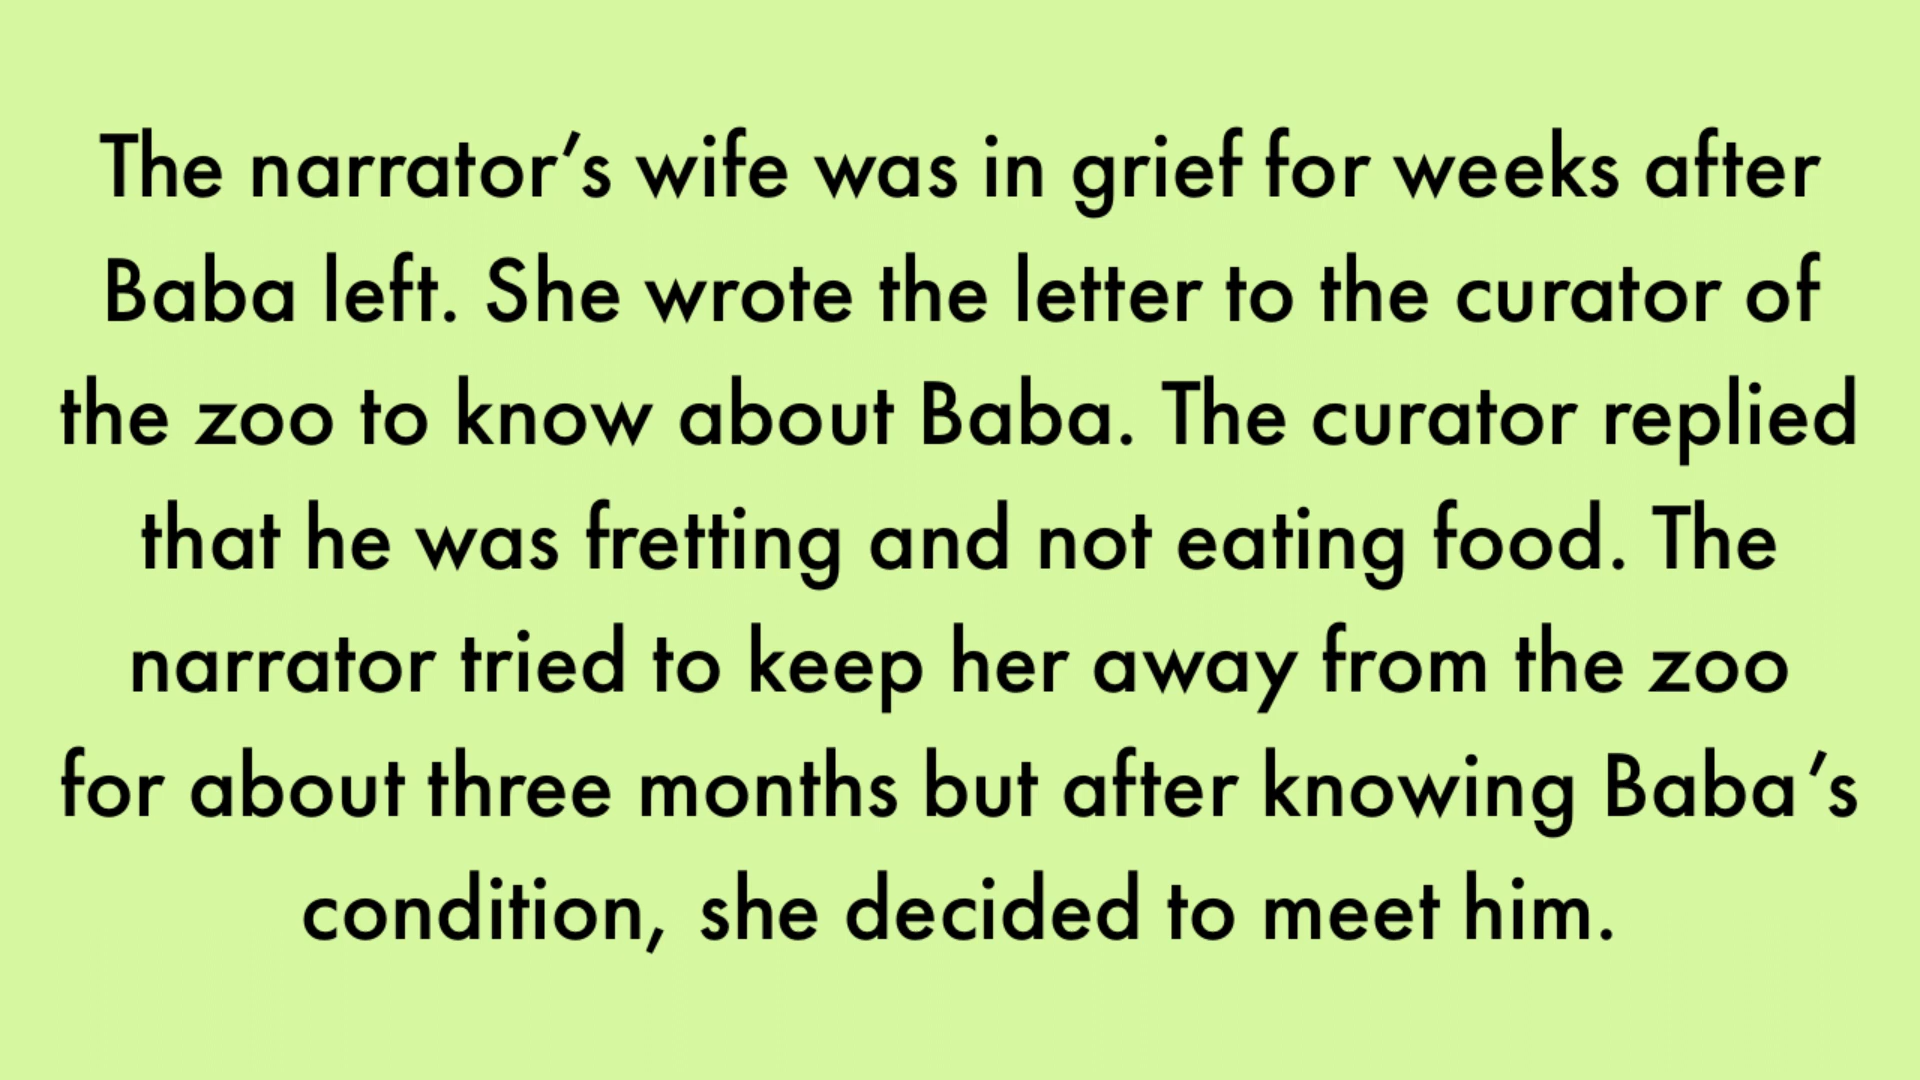 The narrator’s wife was in grief for weeks after
Baba left. She wrote the letter to the curator of
the zoo to know about Baba. The curator replied
that he was fretting and not eating food. The
narrator tried to keep her away from the zoo
for about three months but after knowing Baba’s
condition, she decided to meet him.